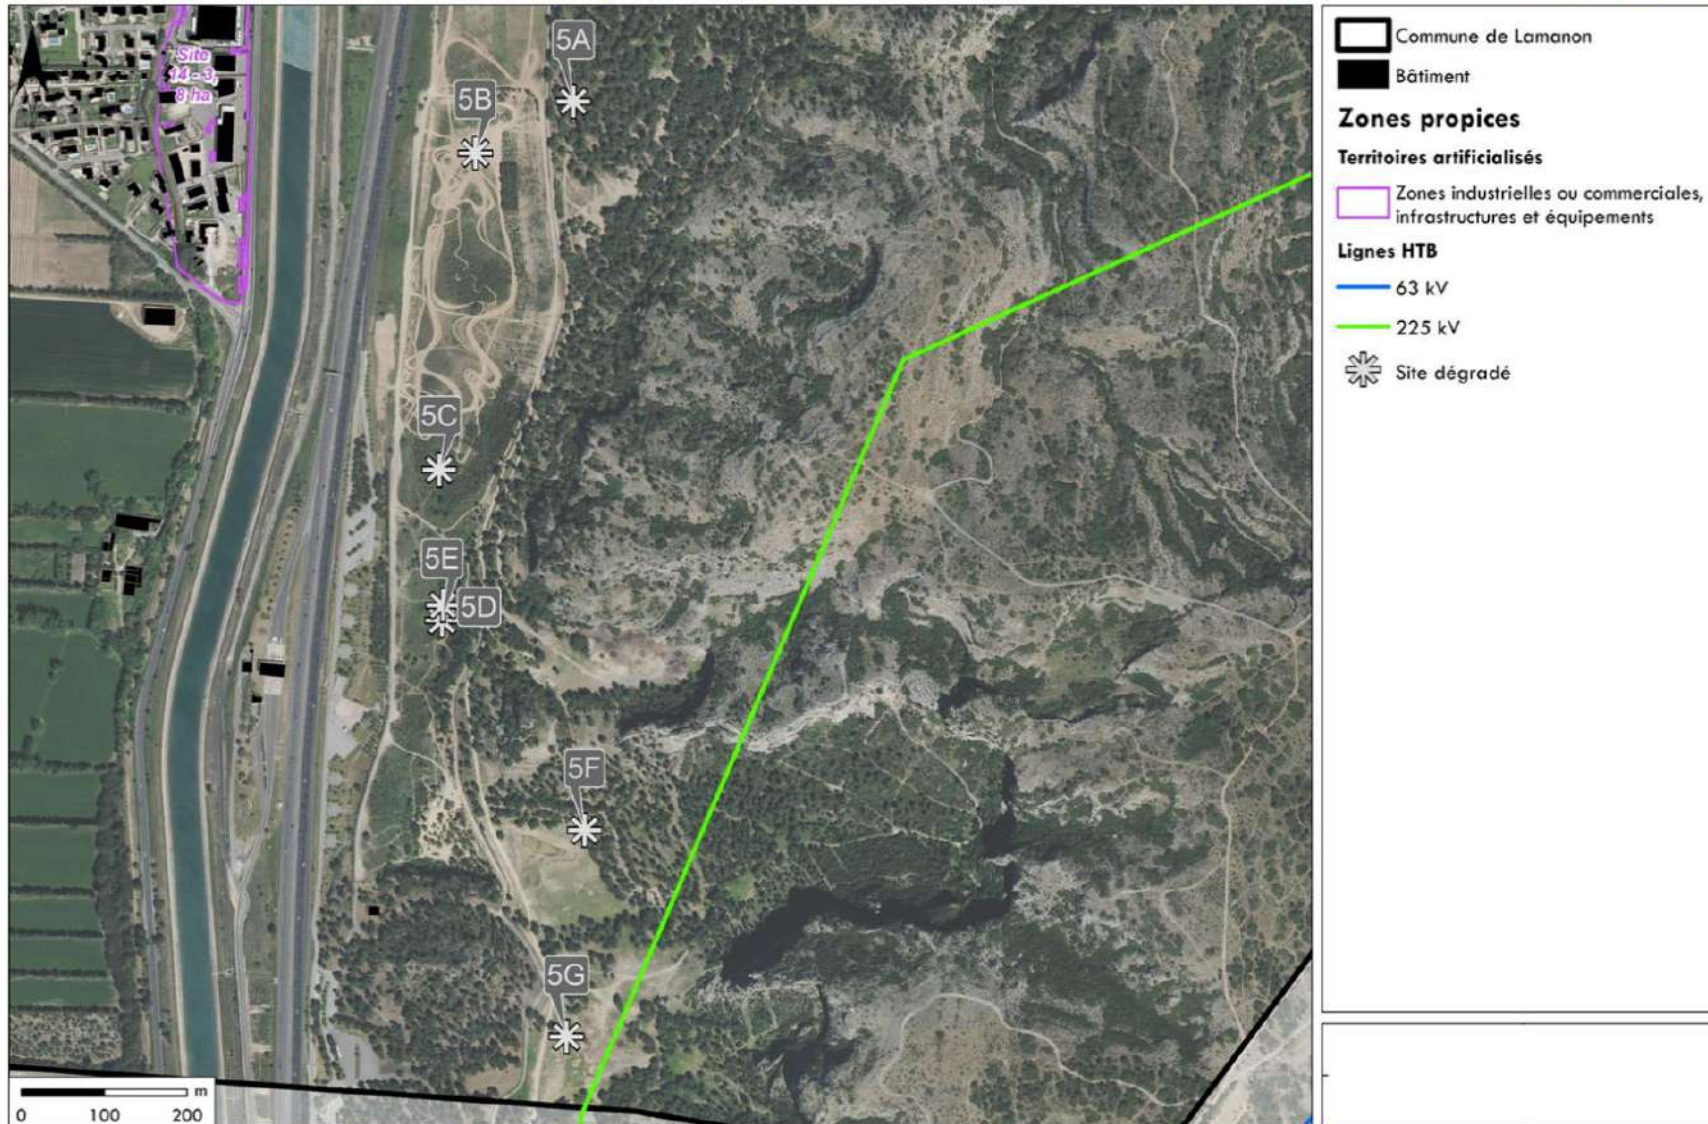 Site
14 - 3,
8 ha
5A
5B
5C
5E
5D
5F
5G
m
0 100 200
Commune de Lamanon
Bâtiment
Zones propices
Territoires artificialisés
Zones industrielles ou commerciales,
infrastructures et équipements
Lignes HTB
63 kV
225 kV
Site dégradé